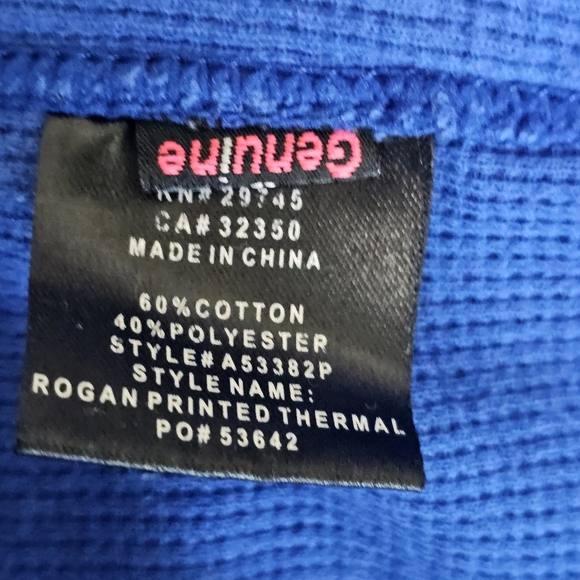 Genuine
RN# 29745
CA# 32350
MADE IN CHINA
60% COTTON
40% POLYESTER
STYLE# A53382P
STYLE NAME:
ROGAN PRINTED THERMAL
PO# 53642